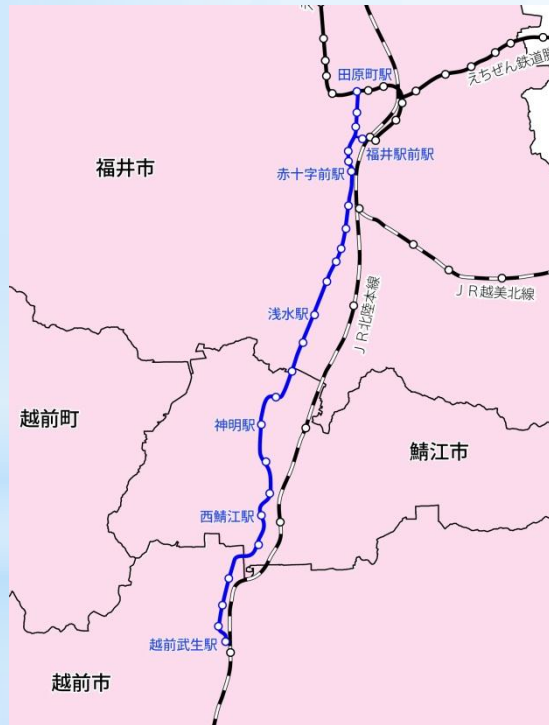 田原町駅
えちぜん鉄道
福井市
福井駅前駅
赤十字前駅
JR越美北線
浅水駅
JR北陸本線
越前町
神明駅
鯖江市
西鯖江駅
越前武生駅
越前市